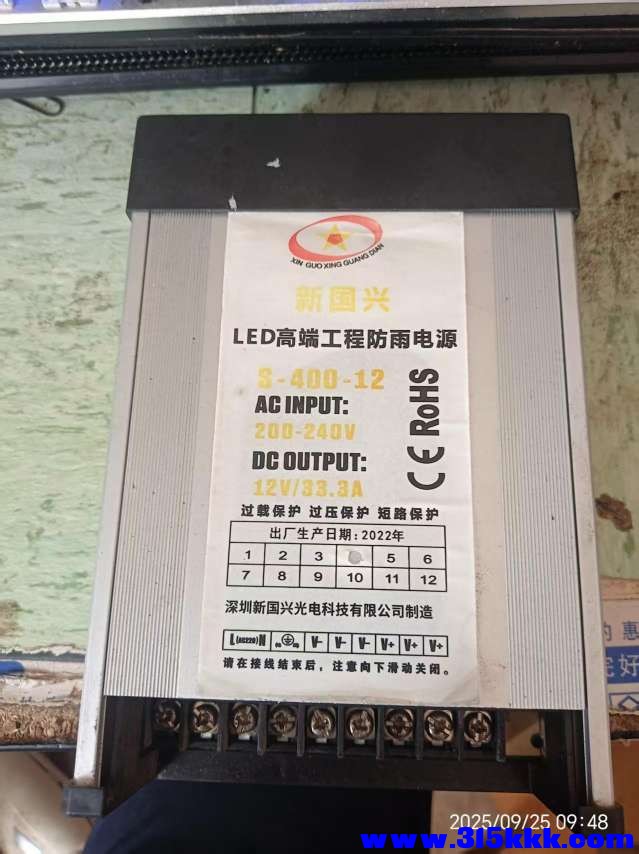 XIN GUO XING GUANG DIAN
新国兴
LED高端工程防雨电源
S-400-12
AC INPUT:
200-240V
DC OUTPUT:
12V/33.3A
CE RoHS
过载保护 过压保护 短路保护
出厂生产日期:2022年
1 2 3 5 6
7 8 9 10 11 12
深圳新国兴光电科技有限公司制造
L(AC220)N V- V- V- V+ V+ V+
请在接线结束后，注意向下滑动关闭。
惠
完好
2025/09/25 09:48
www.315kkk.com